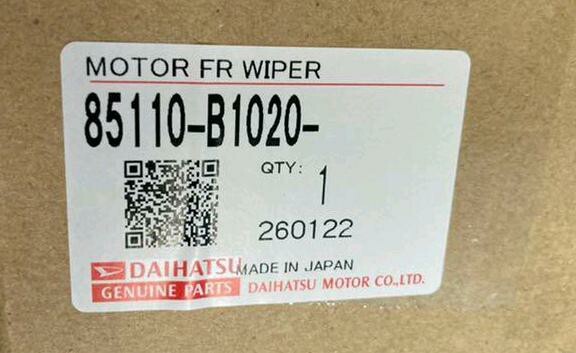 MOTOR FR WIPER
85110-B1020-
QTY: 1
260122
DAIHATSU MADE IN JAPAN
GENUINE PARTS DAIHATSU MOTOR CO.,LTD.